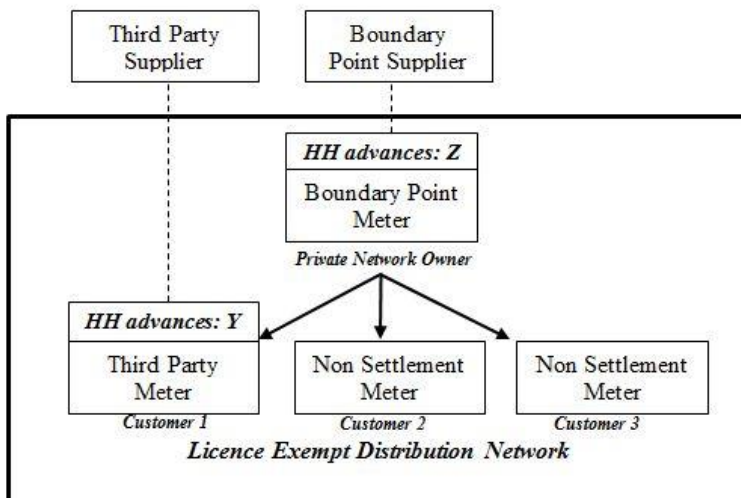 Third Party
Supplier
Boundary
Point Supplier
HH advances: Z
Boundary Point
Meter
Private Network Owner
HH advances: Y
Third Party
Meter
Customer 1
Non Settlement
Meter
Customer 2
Non Settlement
Meter
Customer 3
Licence Exempt Distribution Network